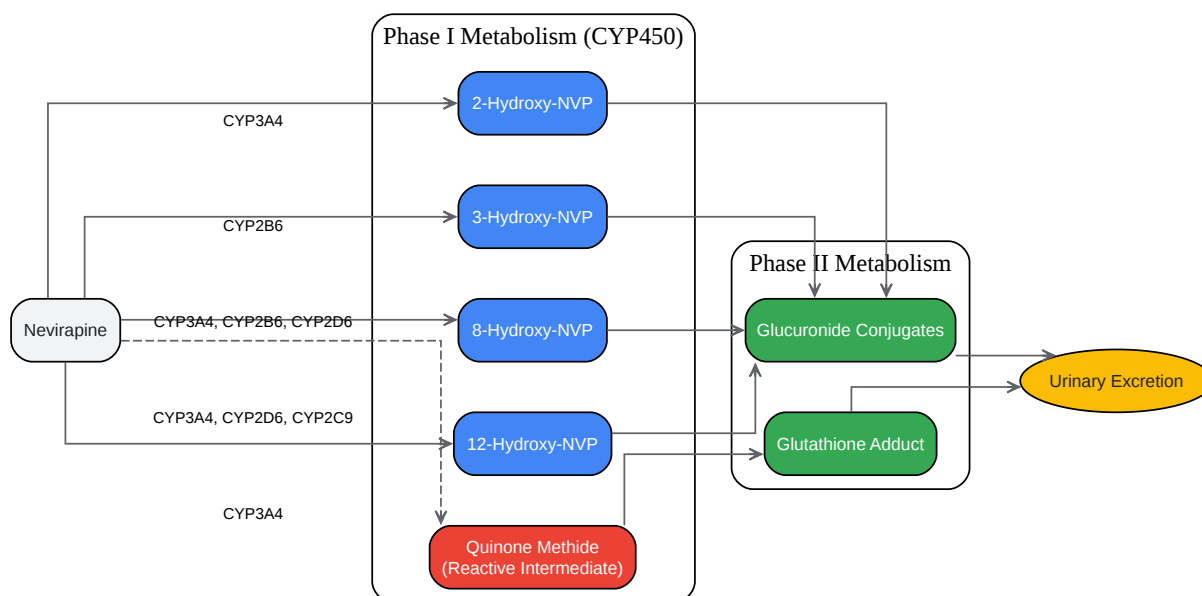 Phase I Metabolism (CYP450)
2-Hydroxy-NVP
CYP3A4
3-Hydroxy-NVP
CYP2B6
Phase II Metabolism
Nevirapine
CYP3A4, CYP2B6, CYP2D6
8-Hydroxy-NVP
Glucuronide Conjugates
Urinary Excretion
CYP3A4, CYP2D6, CYP2C9
12-Hydroxy-NVP
Glutathione Adduct
CYP3A4
Quinone Methide
(Reactive Intermediate)